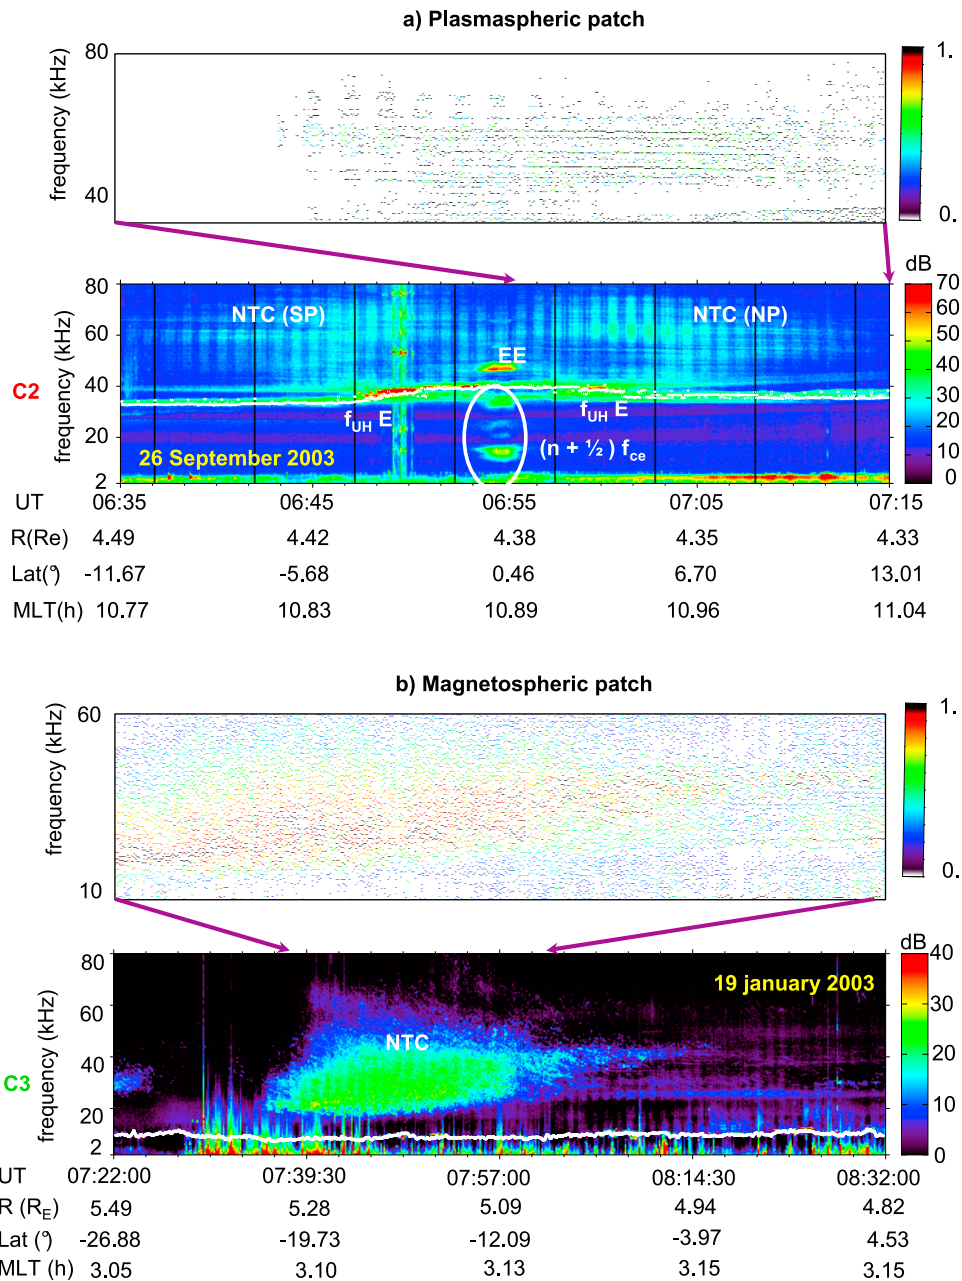 a) Plasmaspheric patch
80
frequency (kHz)
40
1.
0.
dB
80
60
40
20
2
frequency (kHz)
C2
NTC (SP)
NTC (NP)
EE
fUH E
fUH E
(n + ½ ) fce
26 September 2003
70
60
50
40
30
20
10
0
UT 06:35 06:45 06:55 07:05 07:15
R(Re) 4.49 4.42 4.38 4.35 4.33
Lat(°) -11.67 -5.68 0.46 6.70 13.01
MLT(h) 10.77 10.83 10.89 10.96 11.04
b) Magnetospheric patch
60
frequency (kHz)
10
1.
0.
dB
80
60
40
20
2
frequency (kHz)
C3
19 january 2003
NTC
40
30
20
10
0
UT 07:22:00 07:39:30 07:57:00 08:14:30 08:32:00
R (RE) 5.49 5.28 5.09 4.94 4.82
Lat (°) -26.88 -19.73 -12.09 -3.97 4.53
MLT (h) 3.05 3.10 3.13 3.15 3.15